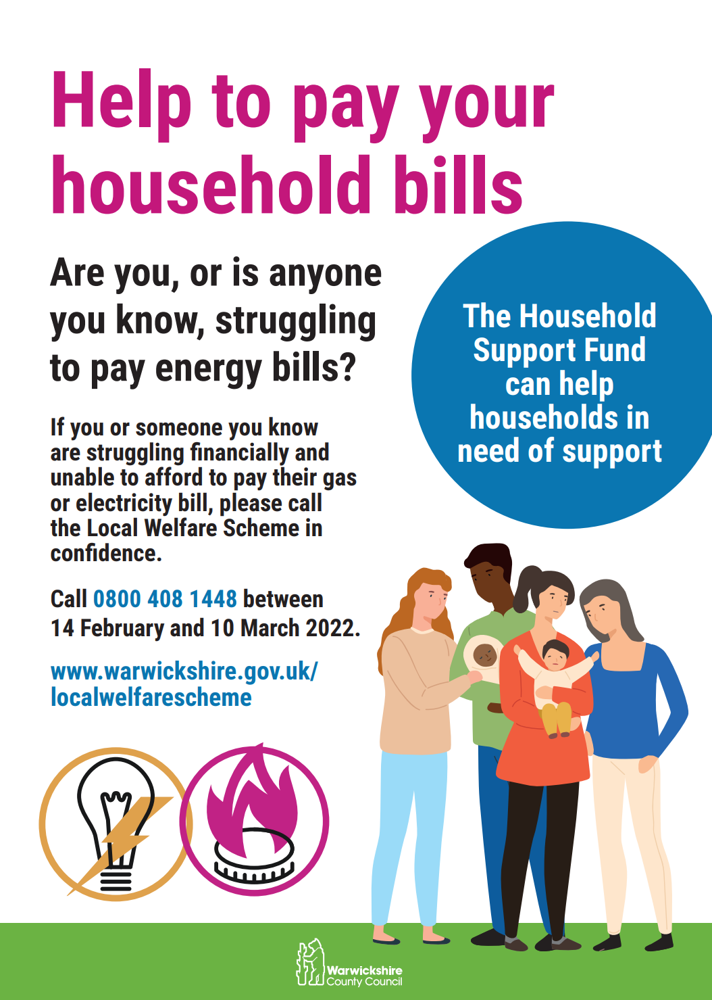 Help to pay your
household bills
Are you, or is anyone
you know, struggling
to pay energy bills?
The Household
Support Fund
can help
households in
need of support
If you or someone you know
are struggling financially and
unable to afford to pay their gas
or electricity bill, please call
the Local Welfare Scheme in
confidence.
Call 0800 408 1448 between
14 February and 10 March 2022.
www.warwickshire.gov.uk/
localwelfarescheme
Warwickshire
County Council